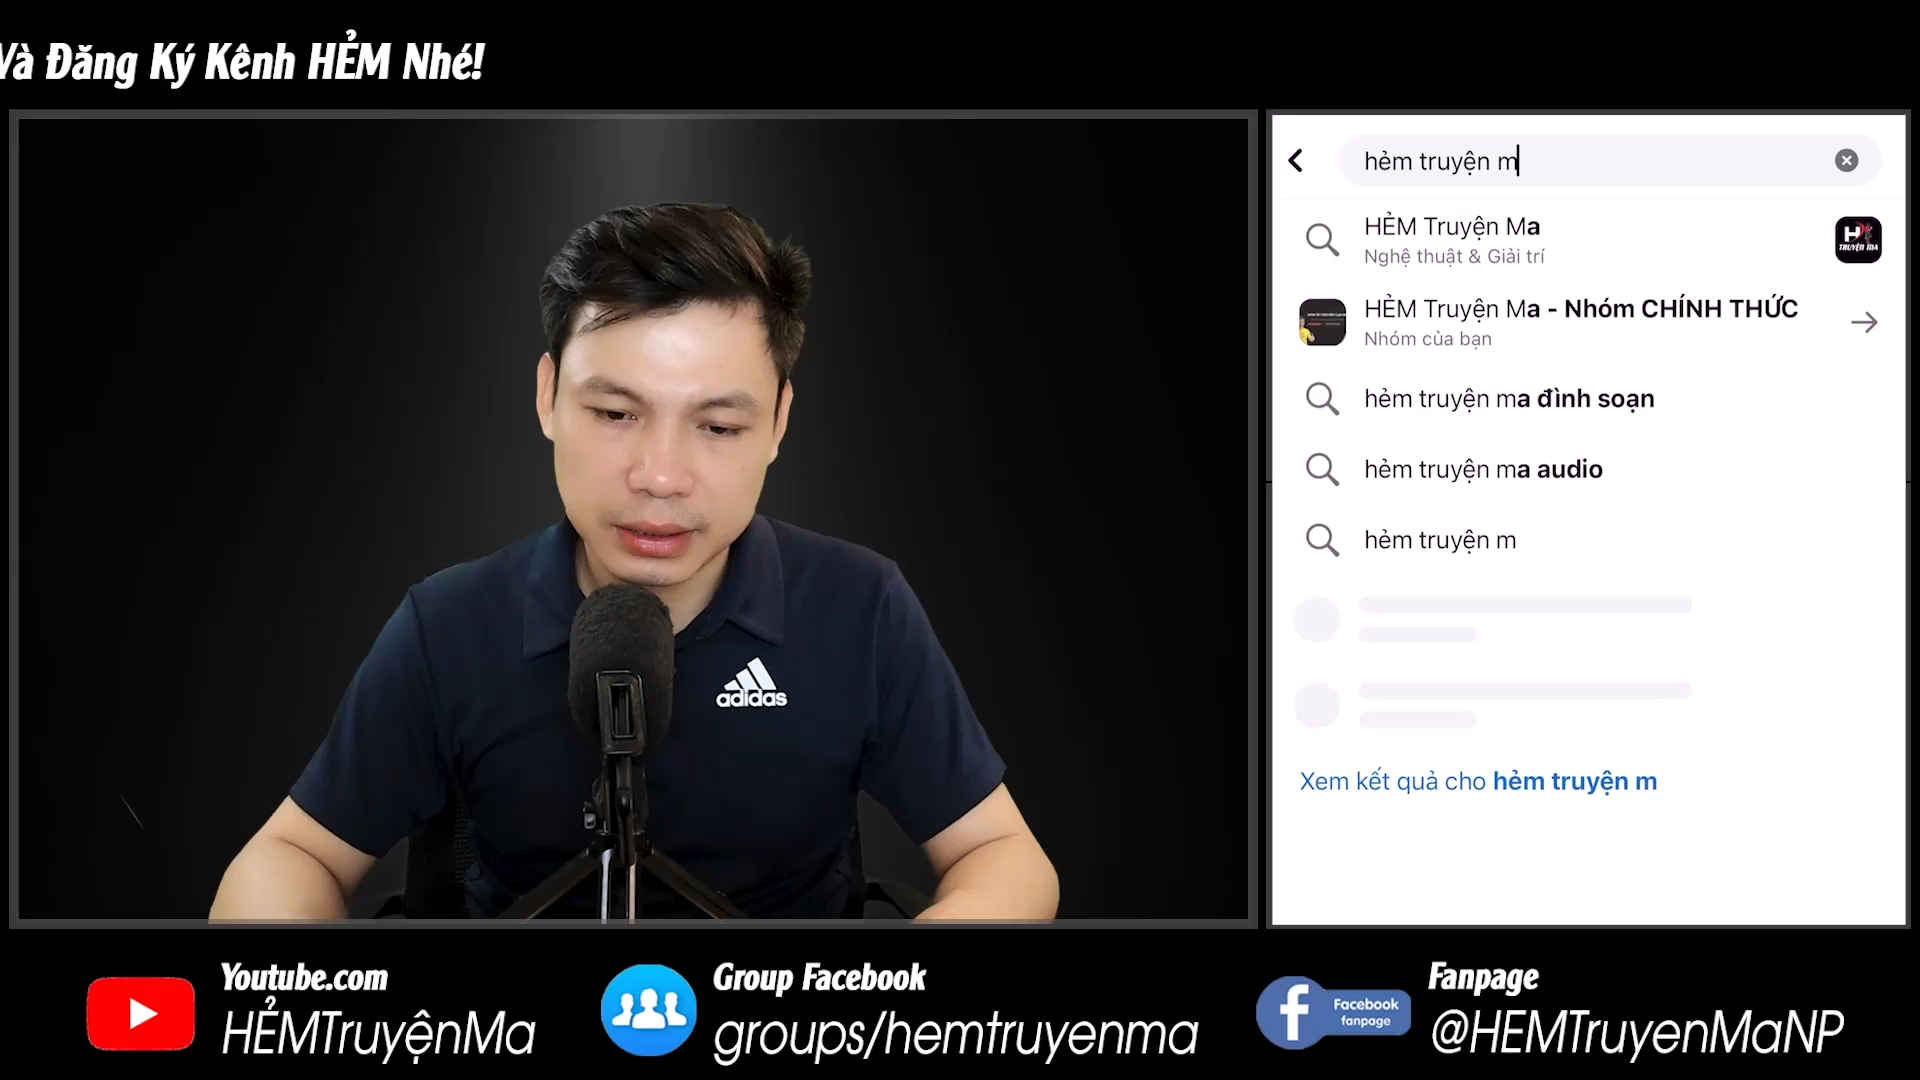 Và Đăng Ký Kênh HẺM Nhé!
hẻm truyện m
HẺM Truyện Ma
Nghệ thuật & Giải trí
H
TRUYỆN MA
HẺM Truyện Ma - Nhóm CHÍNH THỨC
Nhóm của bạn
hẻm truyện ma đình soạn
hẻm truyện ma audio
hẻm truyện m
Xem kết quả cho hẻm truyện m
adidas
Youtube.com
HẺMTruyệnMa
Group Facebook
groups/hemtruyenma
Facebook
fanpage
Fanpage
@HEMTruyenMaNP